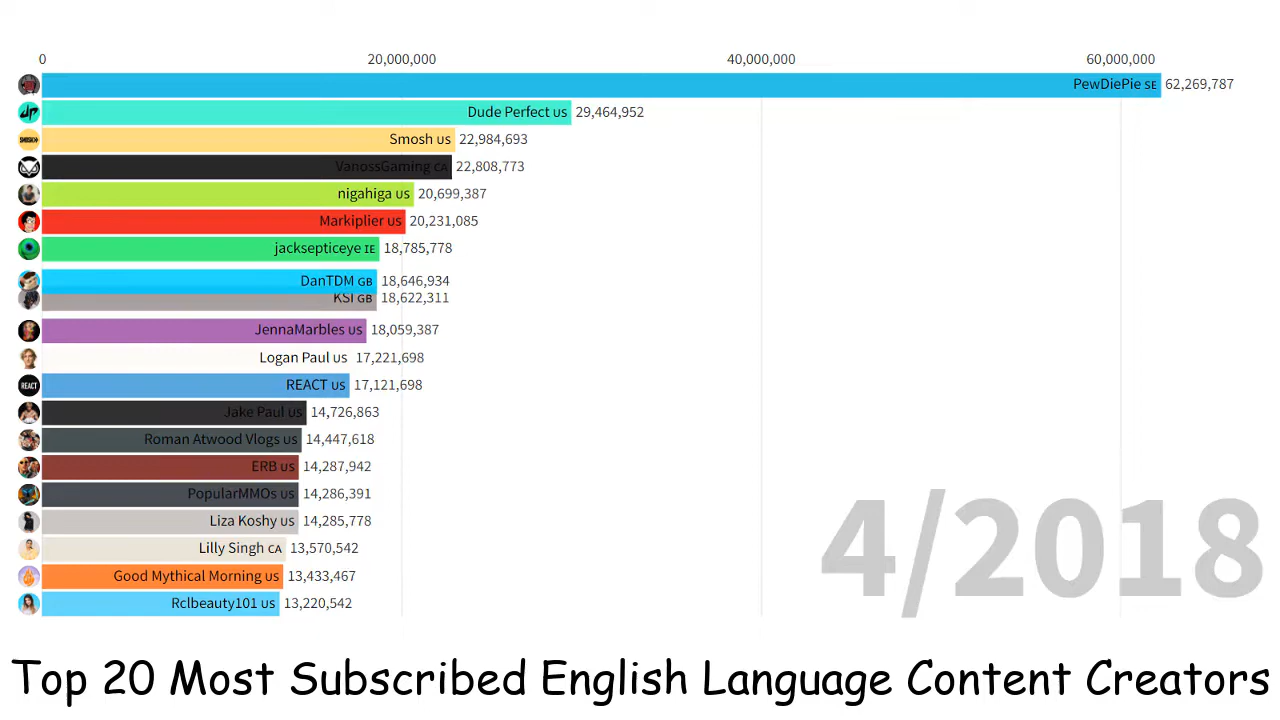 0 20,000,000 40,000,000 60,000,000
PewDiePie SE 62,269,787
Dude Perfect US 29,464,952
SMOSH Smosh US 22,984,693
VanossGaming CA 22,808,773
nigahiga US 20,699,387
Markiplier US 20,231,085
jacksepticeye IE 18,785,778
DanTDM GB 18,646,934
KSI GB 18,622,311
JennaMarbles US 18,059,387
Logan Paul US 17,221,698
REACT REACT US 17,121,698
Jake Paul US 14,726,863
Roman Atwood Vlogs US 14,447,618
ERB US 14,287,942
PopularMMOs US 14,286,391
Liza Koshy US 14,285,778
Lilly Singh CA 13,570,542
Good Mythical Morning US 13,433,467
Rclbeauty101 US 13,220,542
4/2018
Top 20 Most Subscribed English Language Content Creators